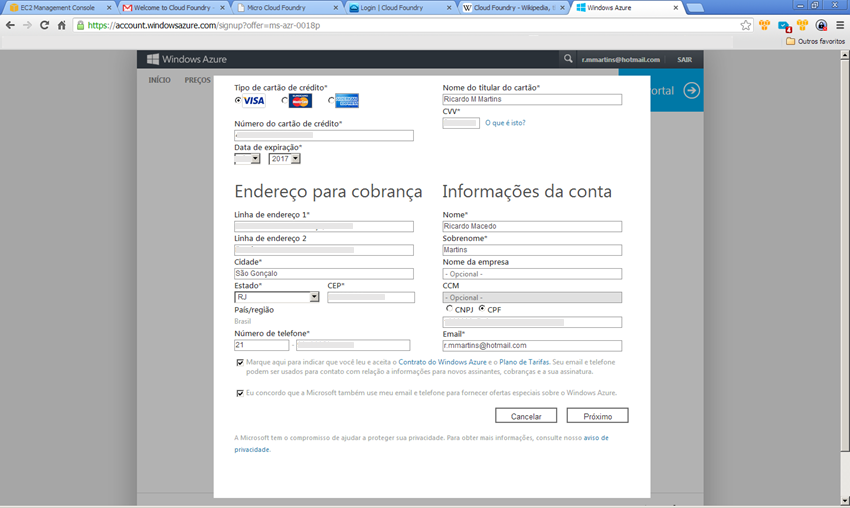 EC2 Management Console
Welcome to Cloud Foundry -
Micro Cloud Foundry
Login | Cloud Foundry
Cloud Foundry - Wikipedia, t
Windows Azure
https://account.windowsazure.com/signup?offer=ms-azr-0018p
4
Outros favoritos
Windows Azure
r.mmartins@hotmail.com
SAIR
INÍCIO
PREÇOS
ortal
Tipo de cartão de crédito*
VISA
MasterCard
AMERICAN EXPRESS
Nome do titular do cartão*
Ricardo M Martins
Número do cartão de crédito*
CVV*
O que é isto?
Data de expiração*
2017
Endereço para cobrança
Informações da conta
Linha de endereço 1*
Nome*
Ricardo Macedo
Linha de endereço 2
Sobrenome*
Martins
Cidade*
São Gonçalo
Nome da empresa
- Opcional -
Estado*
CEP*
RJ
CCM
- Opcional -
País/região
Brasil
CNPJ
CPF
Número de telefone*
21
-
Email*
r.mmartins@hotmail.com
Marque aqui para indicar que você leu e aceita o Contrato do Windows Azure e o Plano de Tarifas. Seu email e telefone
podem ser usados para contato com relação a informações para novos assinantes, cobranças e a sua assinatura.
Eu concordo que a Microsoft também use meu email e telefone para fornecer ofertas especiais sobre o Windows Azure.
Cancelar
Próximo
A Microsoft tem o compromisso de ajudar a proteger sua privacidade. Para obter mais informações, consulte nosso aviso de
privacidade.